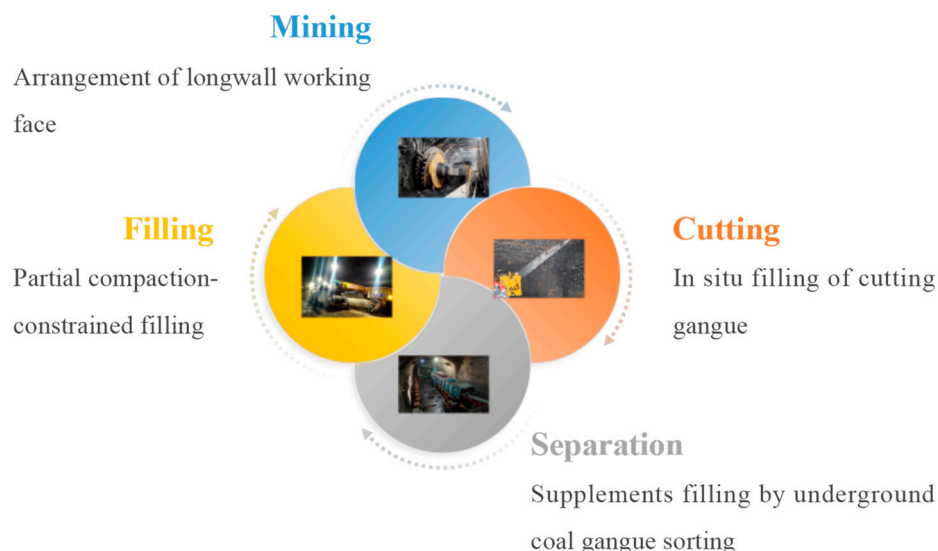 Mining
Arrangement of longwall working
face
Filling
Partial compaction-
constrained filling
Cutting
In situ filling of cutting
gangue
Separation
Supplements filling by underground
coal gangue sorting